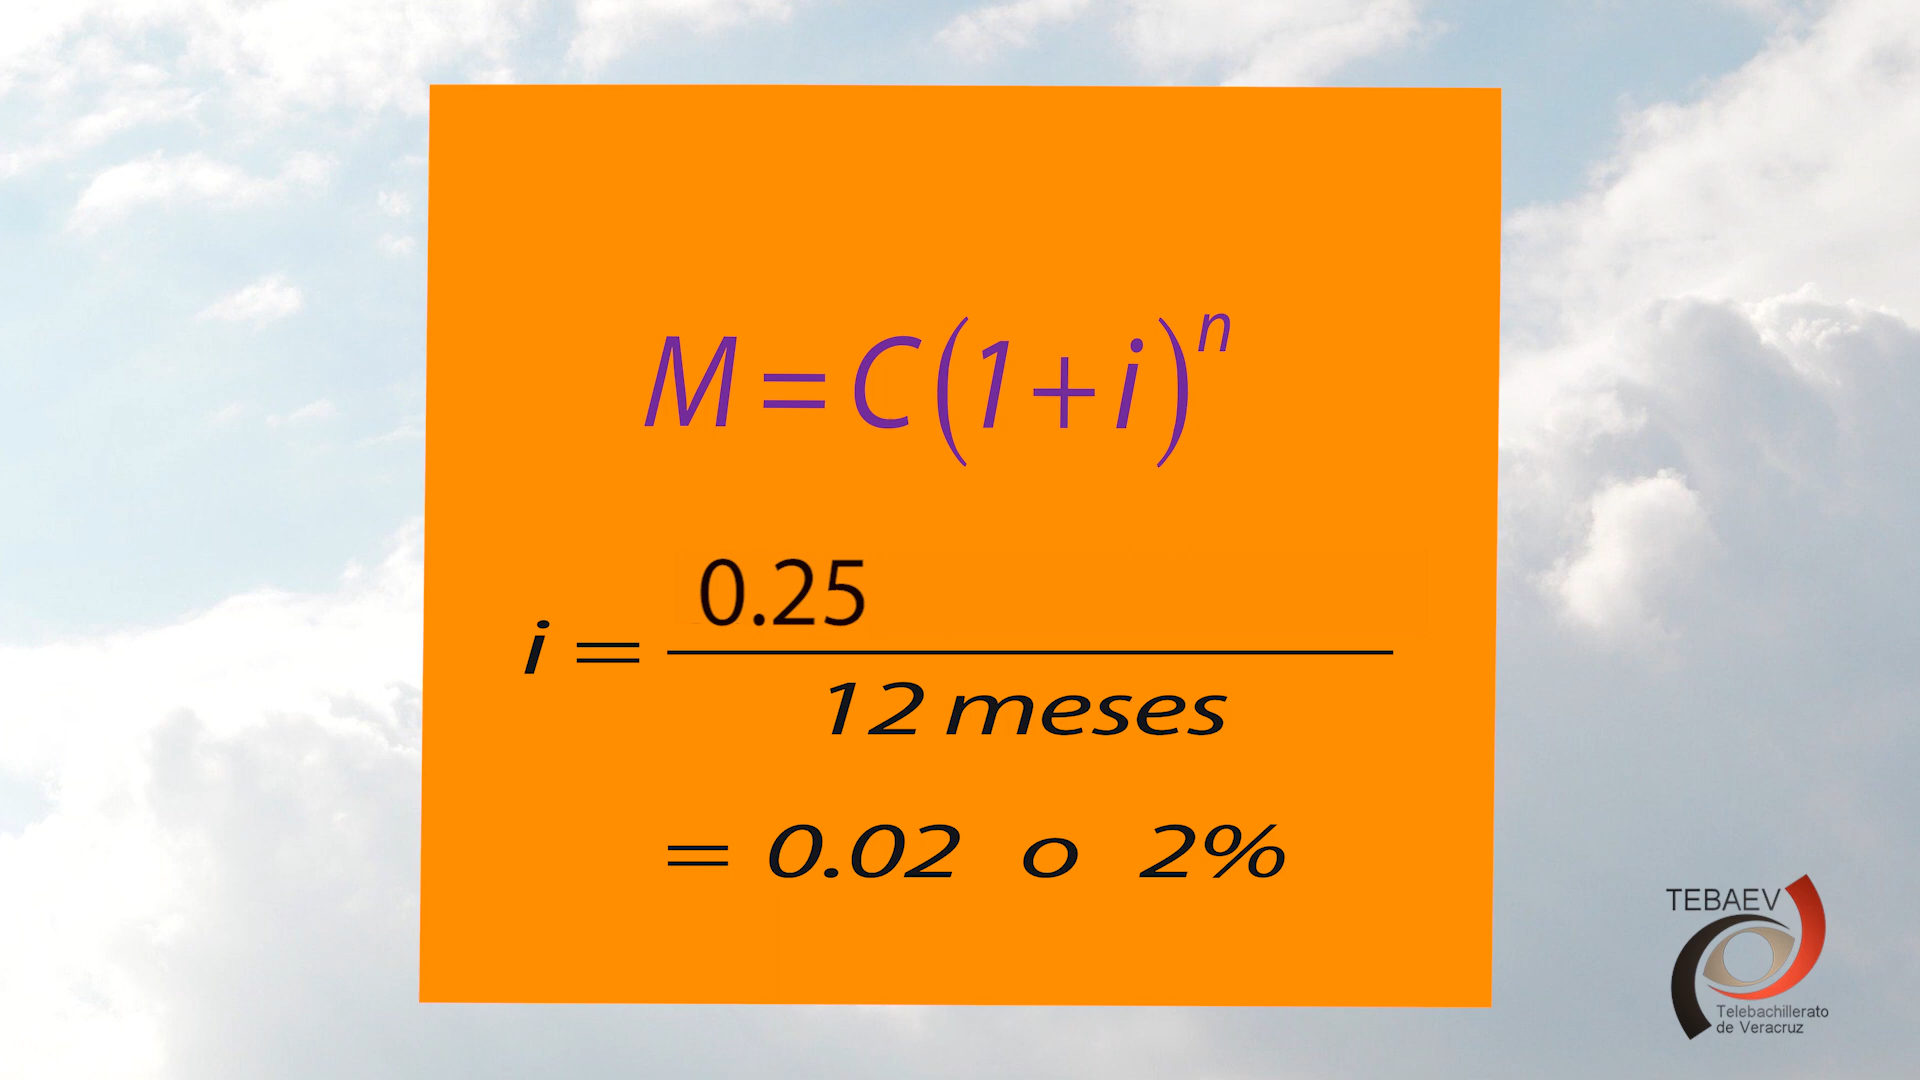 M = C(1+i)ⁿ
i = 0.25
12 meses
= 0.02 o 2%
TEBAEV
Telebachillerato
de Veracruz